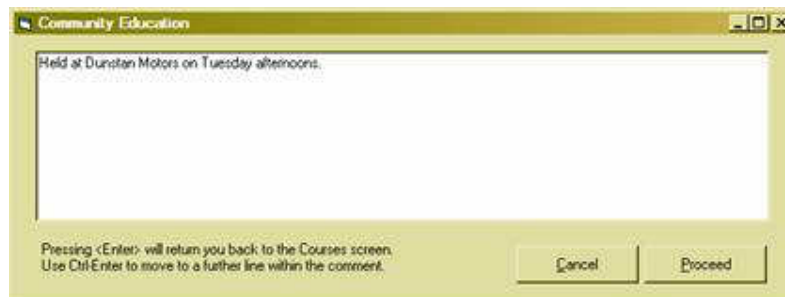 Community Education
Held at Dunstan Motors on Tuesday afternoons.
Pressing <Enter> will return you back to the Courses screen.
Use Ctrl-Enter to move to a further line within the comment.
Cancel
Proceed